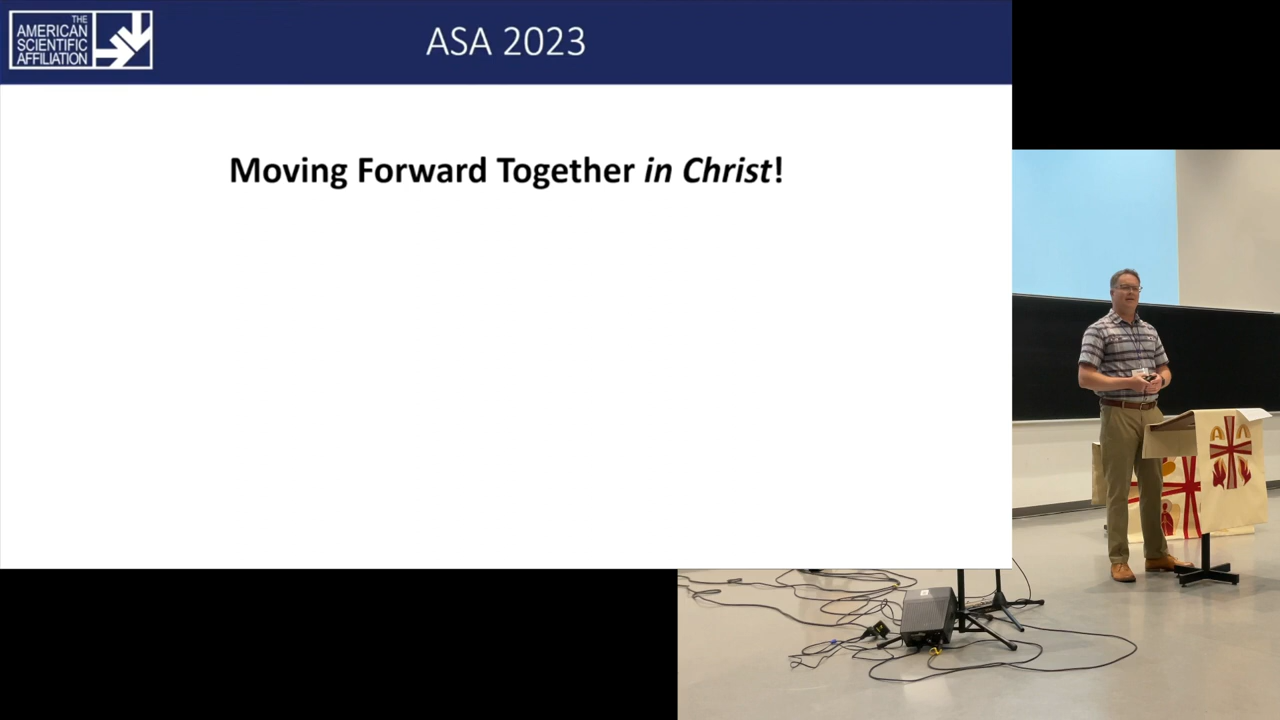 THE
AMERICAN
SCIENTIFIC
AFFILIATION
ASA 2023
Moving Forward Together in Christ!